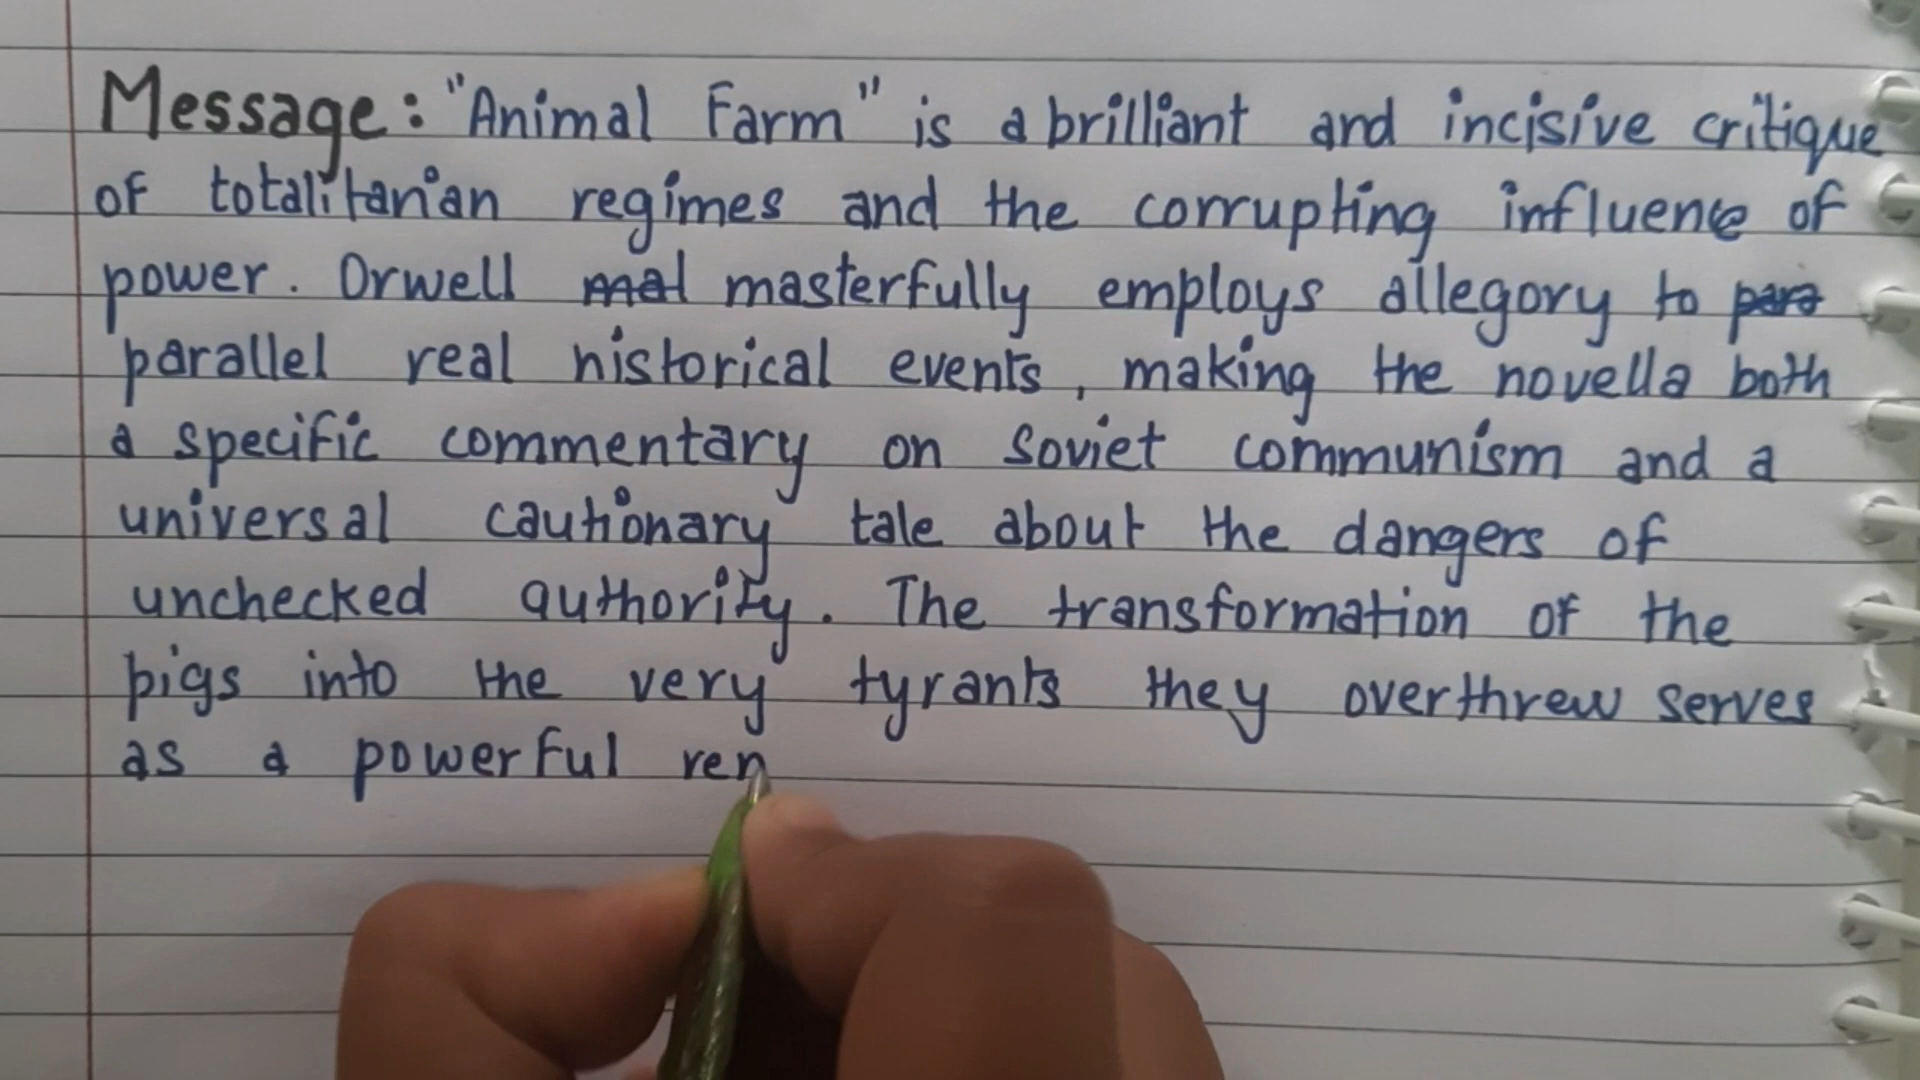 Message: "Animal Farm" is a brilliant and incisive critique
of totalitarian regimes and the corrupting influence of
power. Orwell masterfully employs allegory to
parallel real historical events, making the novella both
a specific commentary on Soviet communism and a
universal cautionary tale about the dangers of
unchecked authority. The transformation of the
pigs into the very tyrants they overthrew serves
as a powerful ren